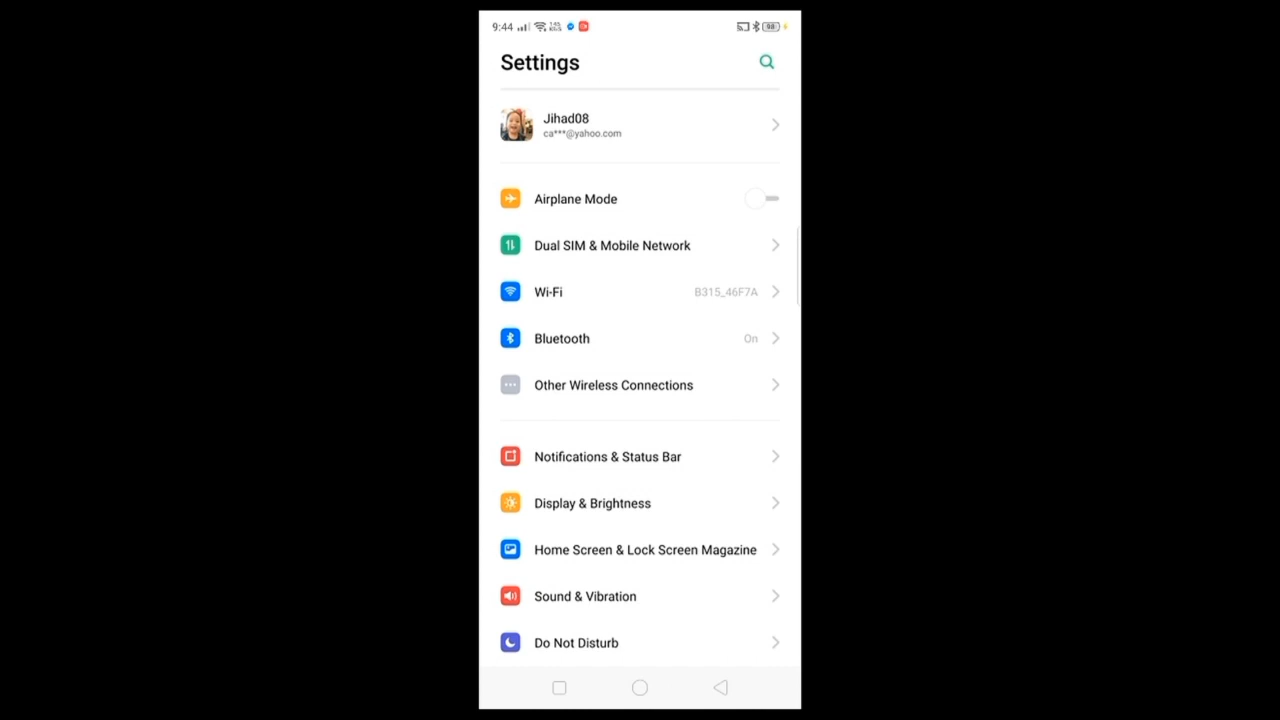 9:44
Settings
Jihad08
ca***@yahoo.com
Airplane Mode
Dual SIM & Mobile Network
Wi-Fi B315_46F7A
Bluetooth On
Other Wireless Connections
Notifications & Status Bar
Display & Brightness
Home Screen & Lock Screen Magazine
Sound & Vibration
Do Not Disturb